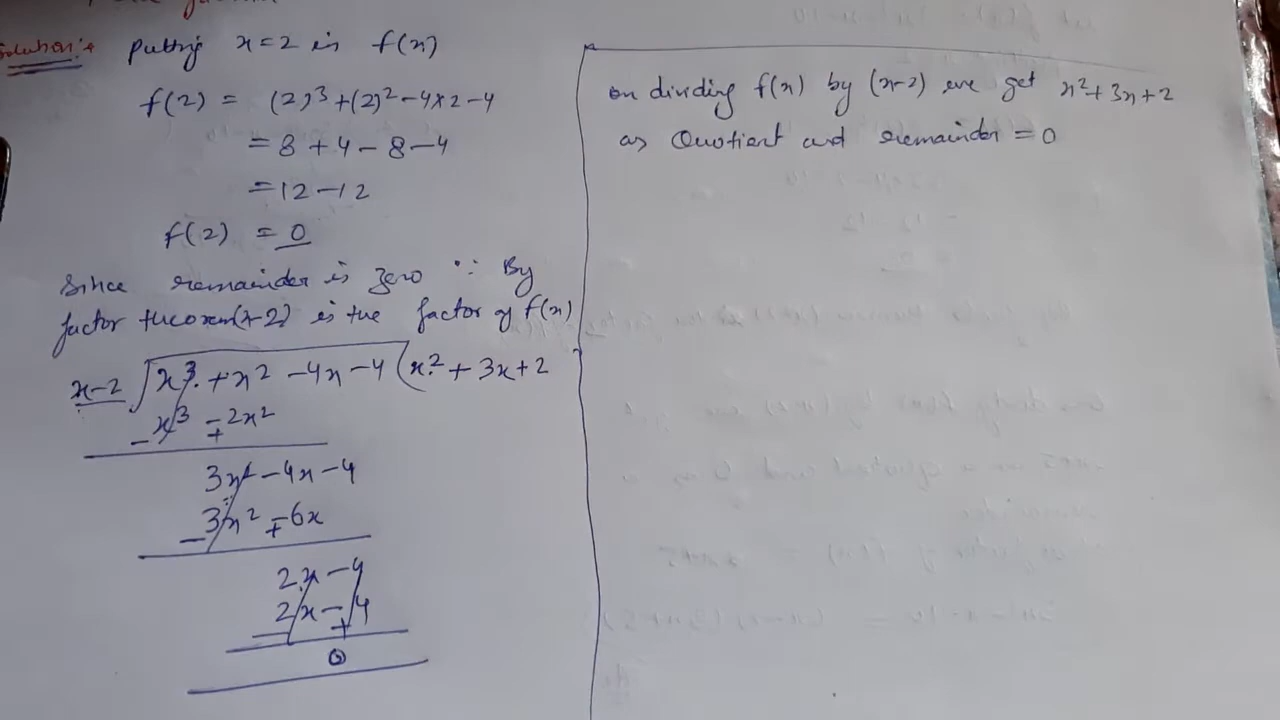 Solution:→ putting x=2 in f(x)
f(2) = (2)³+(2)²-4×2-4
= 8+4-8-4
= 12-12
f(2) = 0
Since remainder is zero ∵ By
factor theorem(x-2) is the factor of f(x)
x-2 √x³+x²-4x-4(x²+3x+2
x³-2x²
- +
3x²-4x-4
3x²-6x
- +
2x-4
2x-4
- +
0
on dividing f(x) by (x-2) we get x²+3x+2
as Quotient and remainder = 0